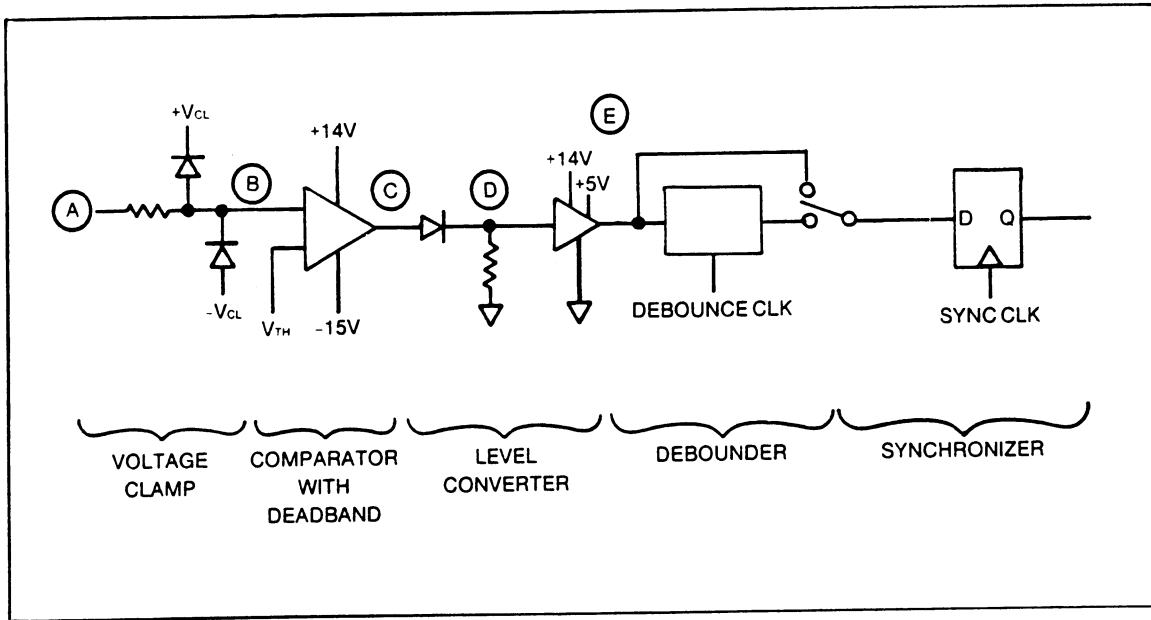 E
+VCL
+14V
+14V
+5V
A
B
C
D
D Q
VTH
-15V
-VCL
DEBOUNCE CLK
SYNC CLK
VOLTAGE
CLAMP
COMPARATOR
WITH
DEADBAND
LEVEL
CONVERTER
DEBOUNDER
SYNCHRONIZER